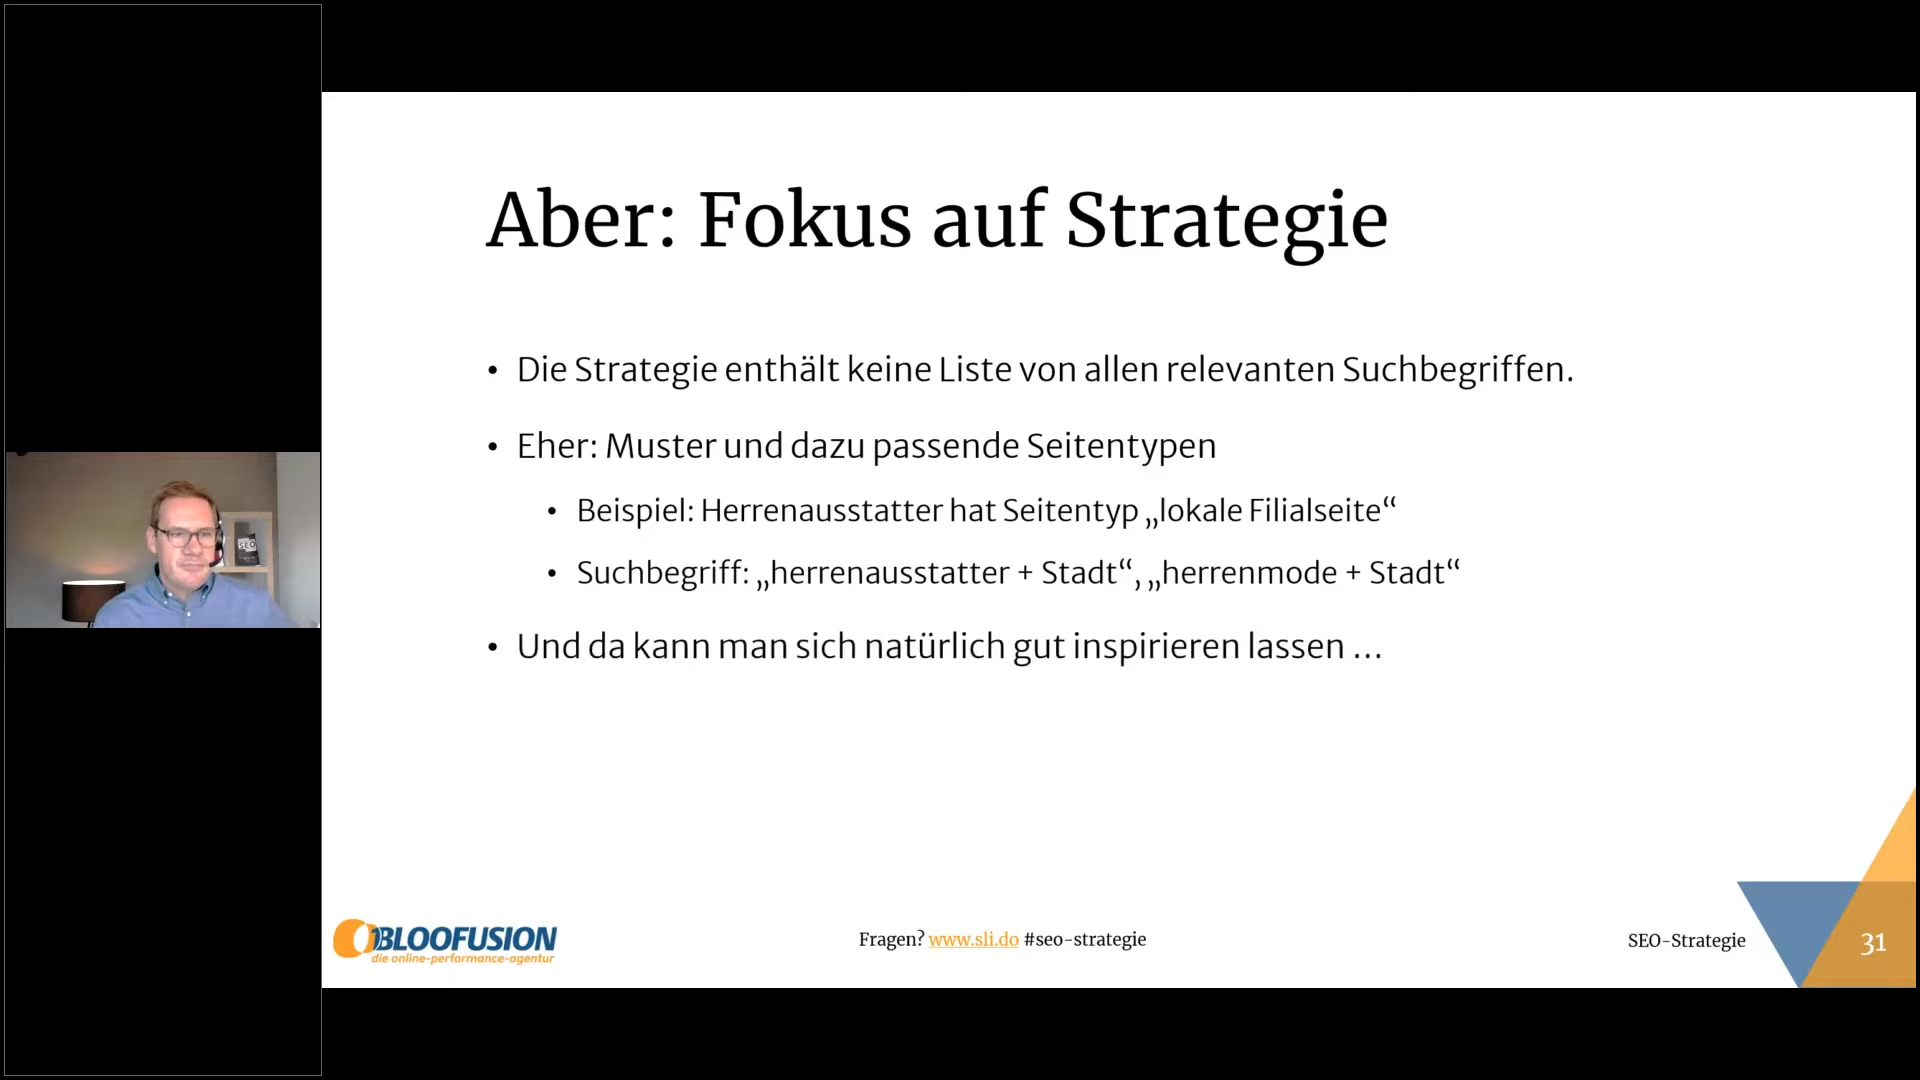 Aber: Fokus auf Strategie
• Die Strategie enthält keine Liste von allen relevanten Suchbegriffen.
• Eher: Muster und dazu passende Seitentypen
• Beispiel: Herrenausstatter hat Seitentyp „lokale Filialseite“
• Suchbegriff: „herrenausstatter + Stadt“, „herrenmode + Stadt“
• Und da kann man sich natürlich gut inspirieren lassen …
SEO
BLOOFUSION
die online-performance-agentur
Fragen? www.sli.do #seo-strategie
SEO-Strategie
31